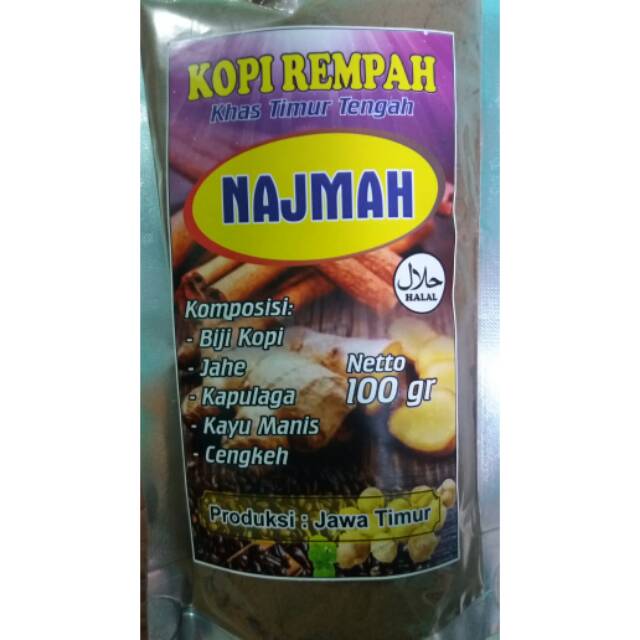 KOPI REMPAH
Khas Timur Tengah
NAJMAH
حلال
HALAL
Komposisi:
- Biji Kopi
- Jahe
- Kapulaga
- Kayu Manis
- Cengkeh
Netto
100 gr
Produksi : Jawa Timur